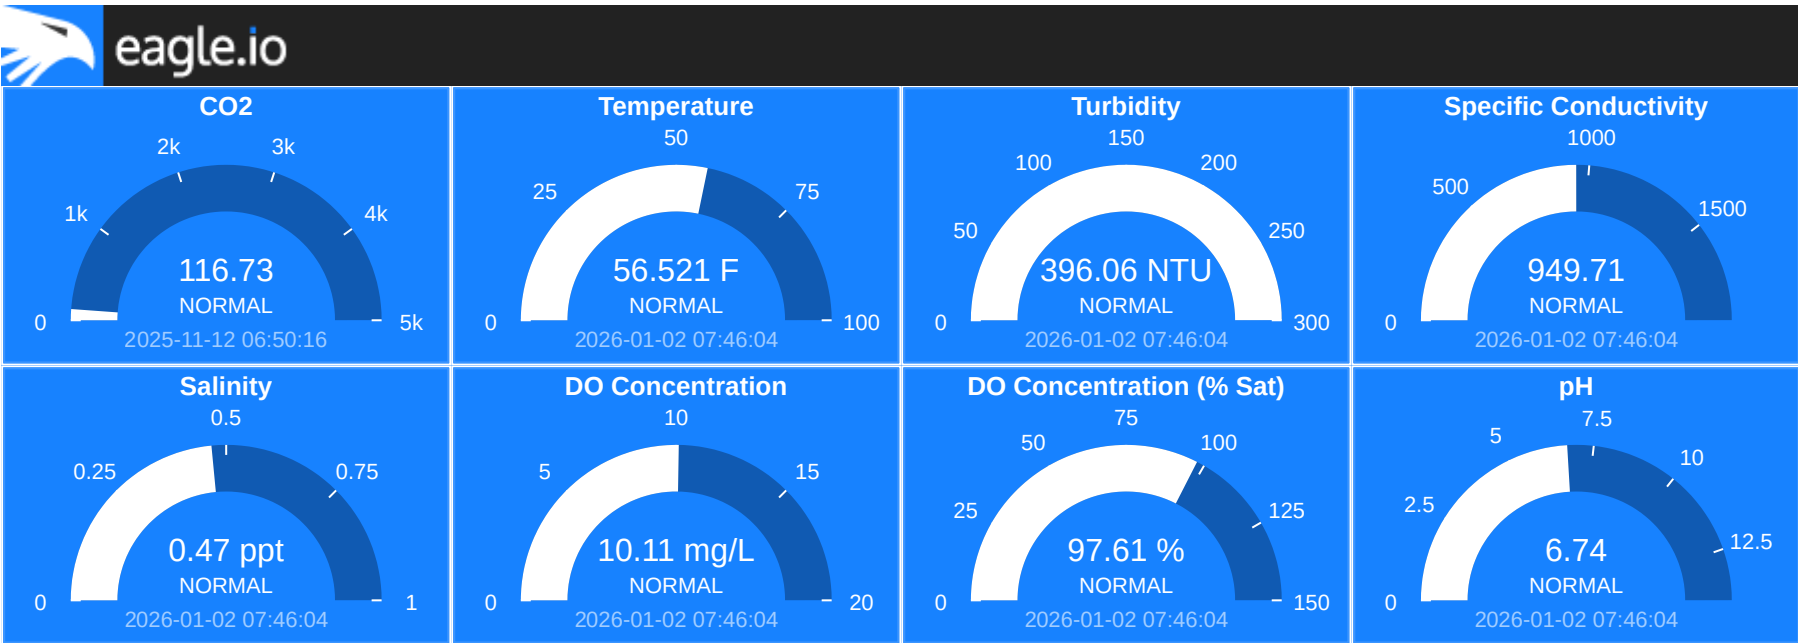 eagle.io
CO2
0
1k
2k
3k
4k
5k
116.73
NORMAL
2025-11-12 06:50:16
Temperature
0
25
50
75
100
56.521 F
NORMAL
2026-01-02 07:46:04
Turbidity
0
50
100
150
200
250
300
396.06 NTU
NORMAL
2026-01-02 07:46:04
Specific Conductivity
0
500
1000
1500
949.71
NORMAL
2026-01-02 07:46:04
Salinity
0
0.25
0.5
0.75
1
0.47 ppt
NORMAL
2026-01-02 07:46:04
DO Concentration
0
5
10
15
20
10.11 mg/L
NORMAL
2026-01-02 07:46:04
DO Concentration (% Sat)
0
25
50
75
100
125
150
97.61 %
NORMAL
2026-01-02 07:46:04
pH
0
2.5
5
7.5
10
12.5
6.74
NORMAL
2026-01-02 07:46:04